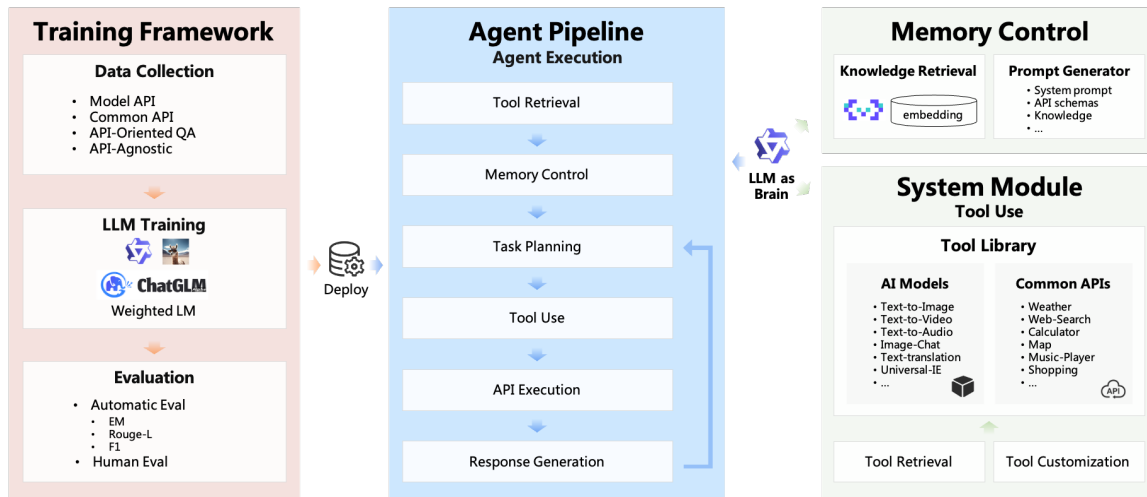 Training Framework
Data Collection
• Model API
• Common API
• API-Oriented QA
• API-Agnostic
LLM Training
ChatGLM
Weighted LM
Evaluation
• Automatic Eval
• EM
• Rouge-L
• F1
• Human Eval
Deploy
Agent Pipeline
Agent Execution
Tool Retrieval
Memory Control
Task Planning
Tool Use
API Execution
Response Generation
LLM as
Brain
Memory Control
Knowledge Retrieval
embedding
Prompt Generator
• System prompt
• API schemas
• Knowledge
• ...
System Module
Tool Use
Tool Library
AI Models
• Text-to-Image
• Text-to-Video
• Text-to-Audio
• Image-Chat
• Text-translation
• Universal-IE
• ...
Common APIs
• Weather
• Web-Search
• Calculator
• Map
• Music-Player
• Shopping
• ...
API
Tool Retrieval
Tool Customization